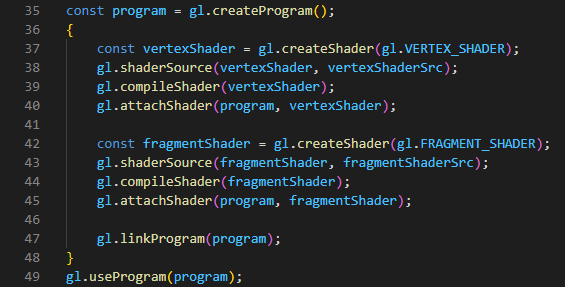 35 const program = gl.createProgram();
36 {
37 const vertexShader = gl.createShader(gl.VERTEX_SHADER);
38 gl.shaderSource(vertexShader, vertexShaderSrc);
39 gl.compileShader(vertexShader);
40 gl.attachShader(program, vertexShader);
41
42 const fragmentShader = gl.createShader(gl.FRAGMENT_SHADER);
43 gl.shaderSource(fragmentShader, fragmentShaderSrc);
44 gl.compileShader(fragmentShader);
45 gl.attachShader(program, fragmentShader);
46
47 gl.linkProgram(program);
48 }
49 gl.useProgram(program);